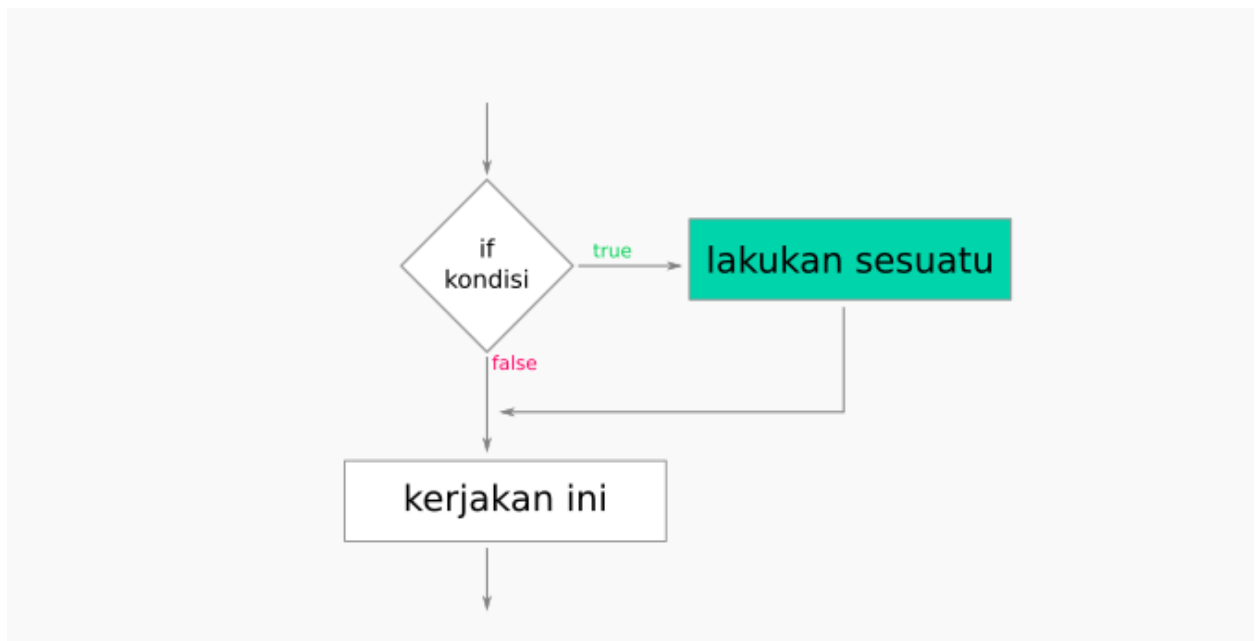 if
kondisi
true
lakukan sesuatu
false
kerjakan ini